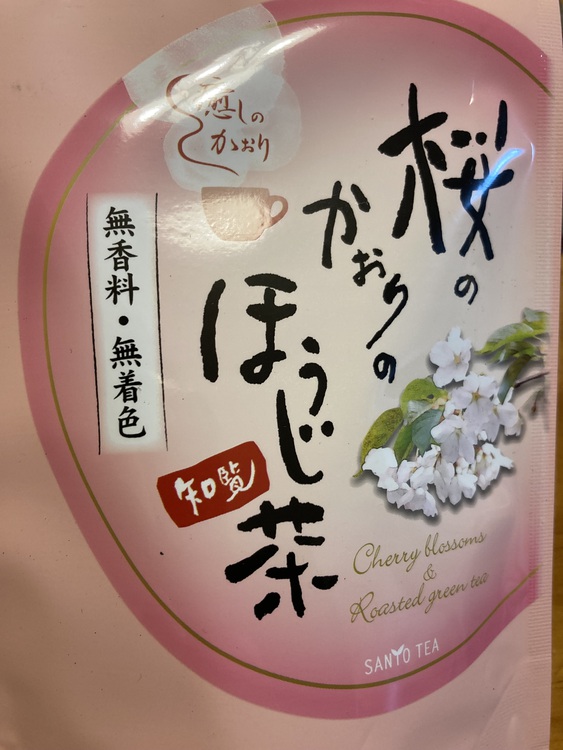 癒しの
かおり
桜の
かおりの
ほうじ茶
無香料・無着色
知覧
Cherry blossoms
&
Roasted green tea
SANYO TEA